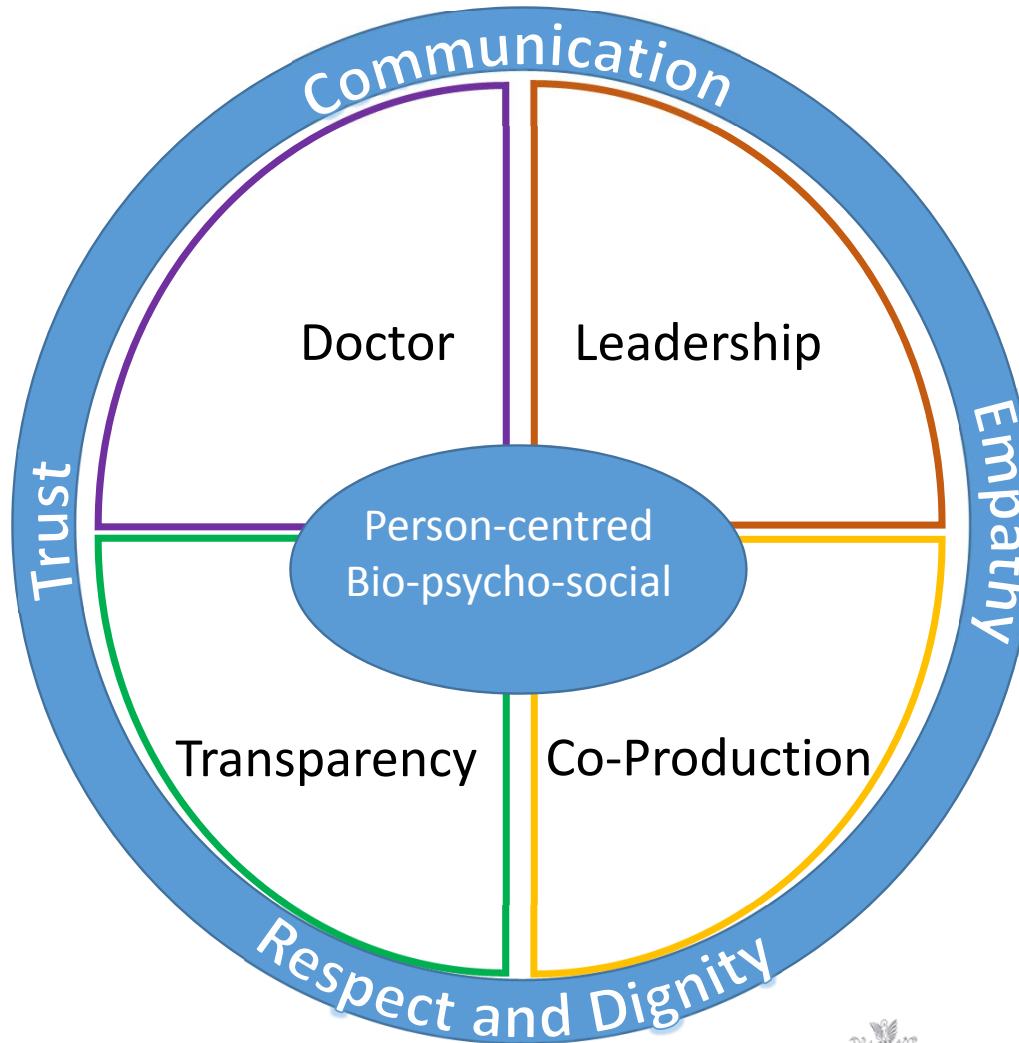 Communication
Doctor
Leadership
Empathy
Trust
Person-centred
Bio-psycho-social
Transparency
Co-Production
Respect and Dignity